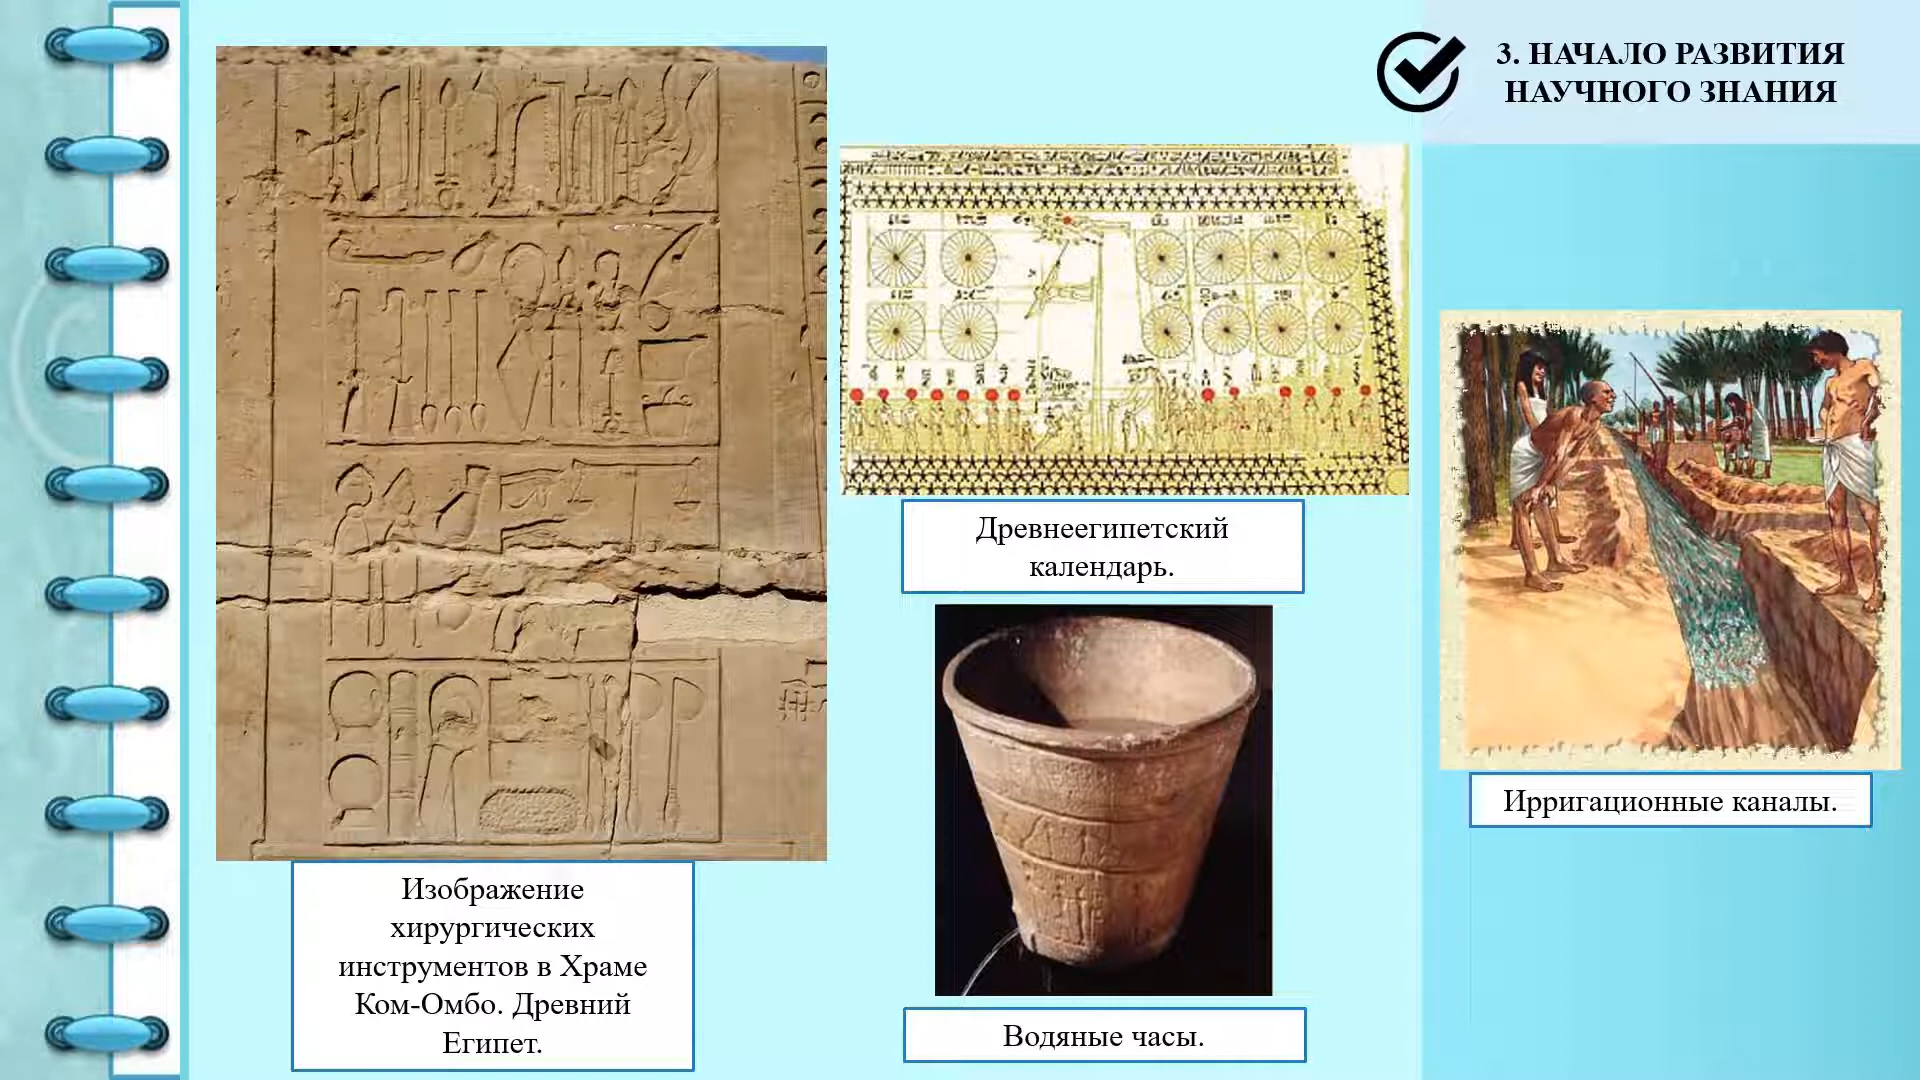 3. НАЧАЛО РАЗВИТИЯ
НАУЧНОГО ЗНАНИЯ
Изображение
хирургических
инструментов в Храме
Ком-Омбо. Древний
Египет.
Древнеегипетский
календарь.
Водяные часы.
Ирригационные каналы.